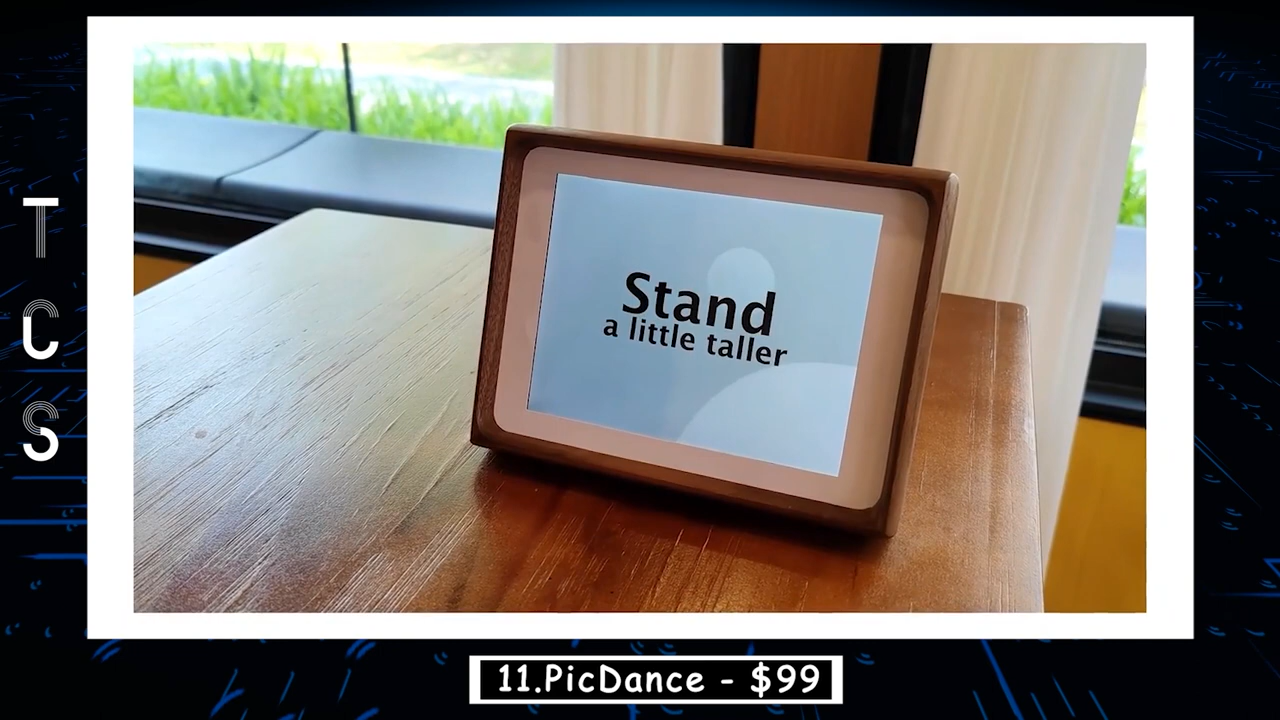 T
C
S
Stand
a little taller
11.PicDance - $99